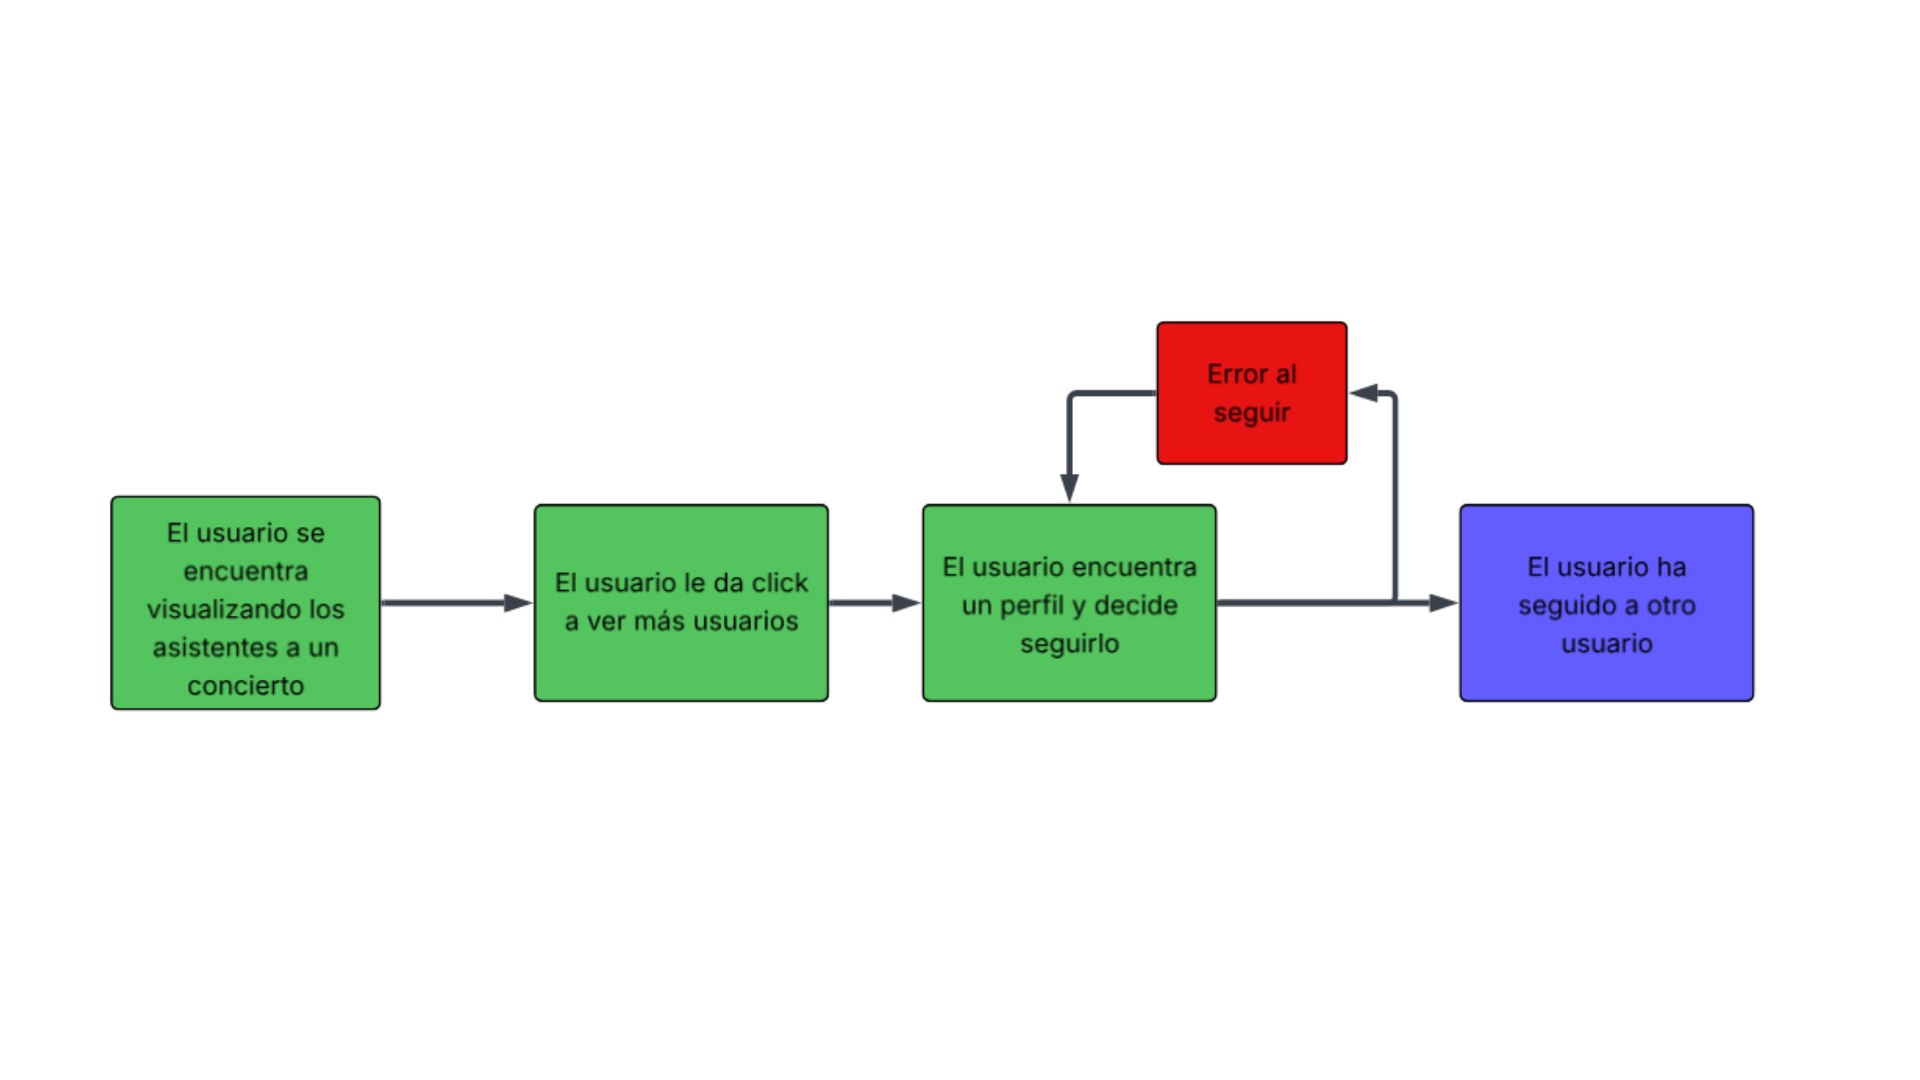 El usuario se
encuentra
visualizando los
asistentes a un
concierto
El usuario le da click
a ver más usuarios
El usuario encuentra
un perfil y decide
seguirlo
Error al
seguir
El usuario ha
seguido a otro
usuario